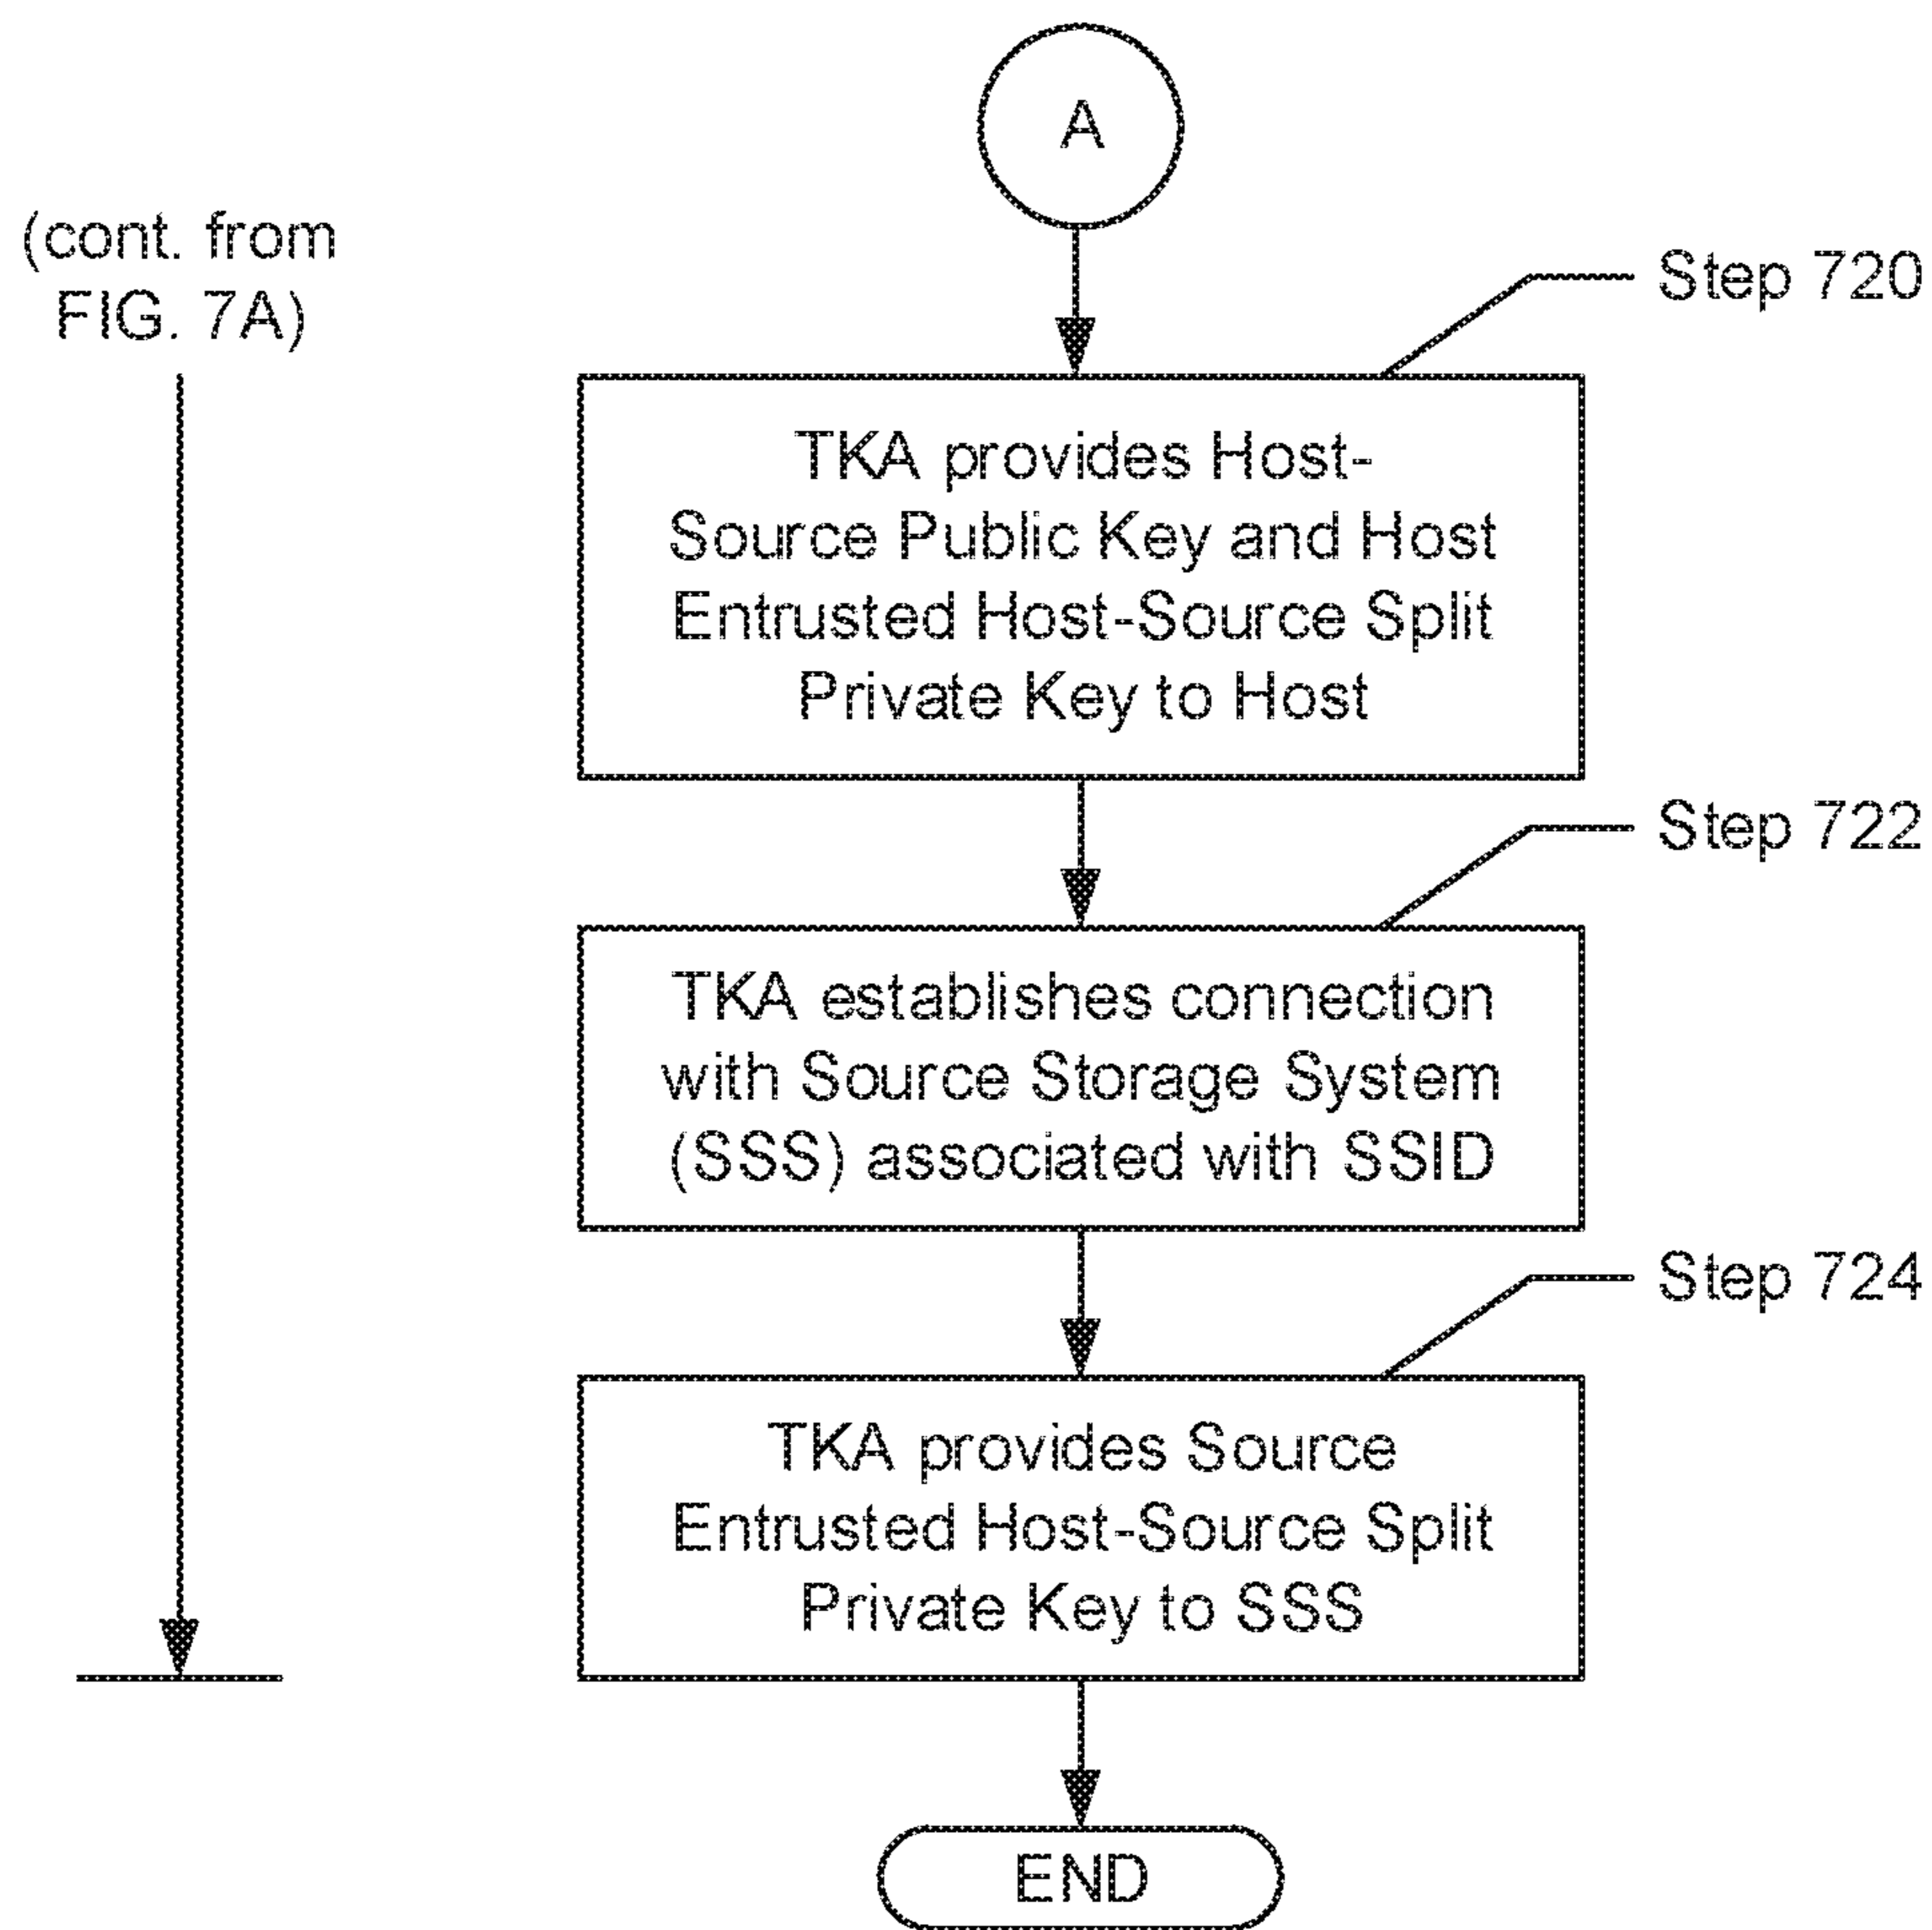 A
(cont. from
FIG. 7A)
Step 720
TKA provides Host-
Source Public Key and Host
Entrusted Host-Source Split
Private Key to Host
Step 722
TKA establishes connection
with Source Storage System
(SSS) associated with SSID
Step 724
TKA provides Source
Entrusted Host-Source Split
Private Key to SSS
END